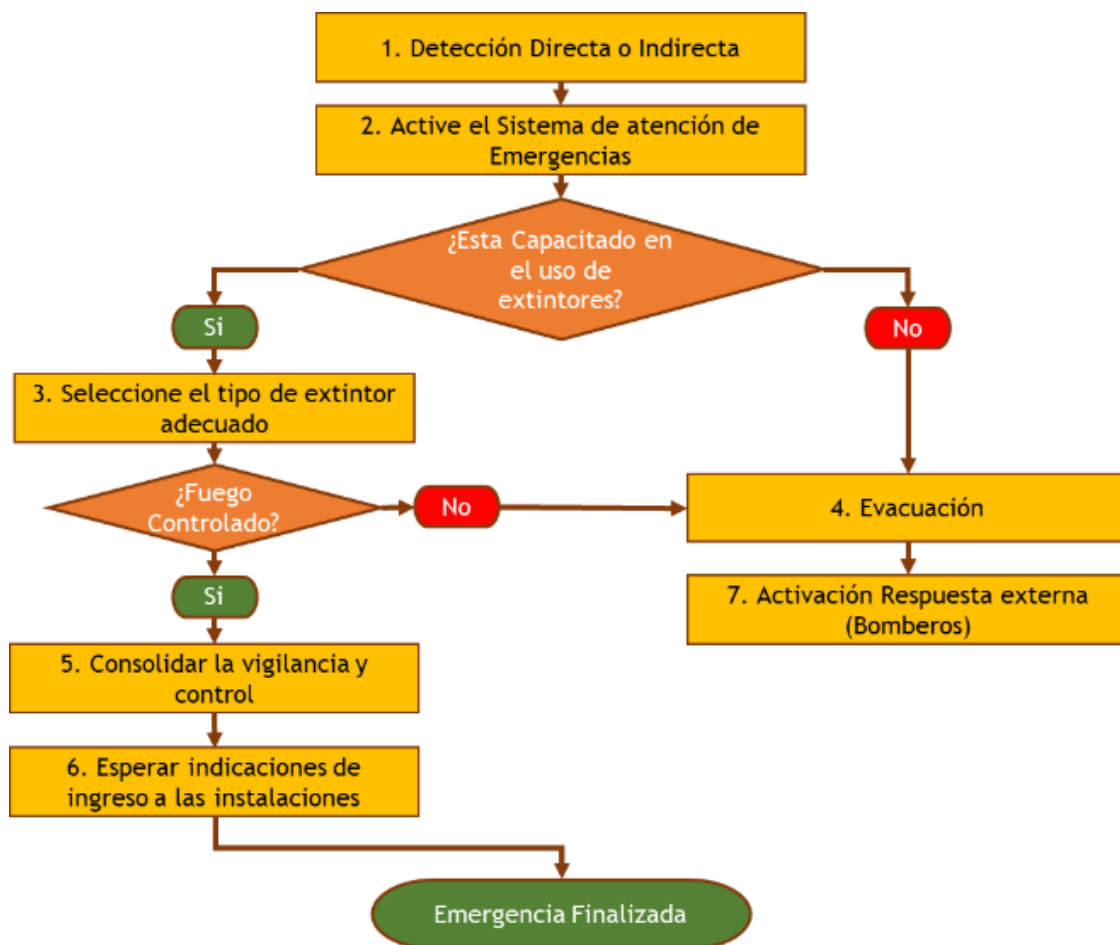 1. Detección Directa o Indirecta
2. Active el Sistema de atención de
Emergencias
¿Esta Capacitado en
el uso de
extintores?
Si
No
3. Seleccione el tipo de extintor
adecuado
¿Fuego
Controlado?
No
4. Evacuación
Si
7. Activación Respuesta externa
(Bomberos)
5. Consolidar la vigilancia y
control
6. Esperar indicaciones de
ingreso a las instalaciones
Emergencia Finalizada